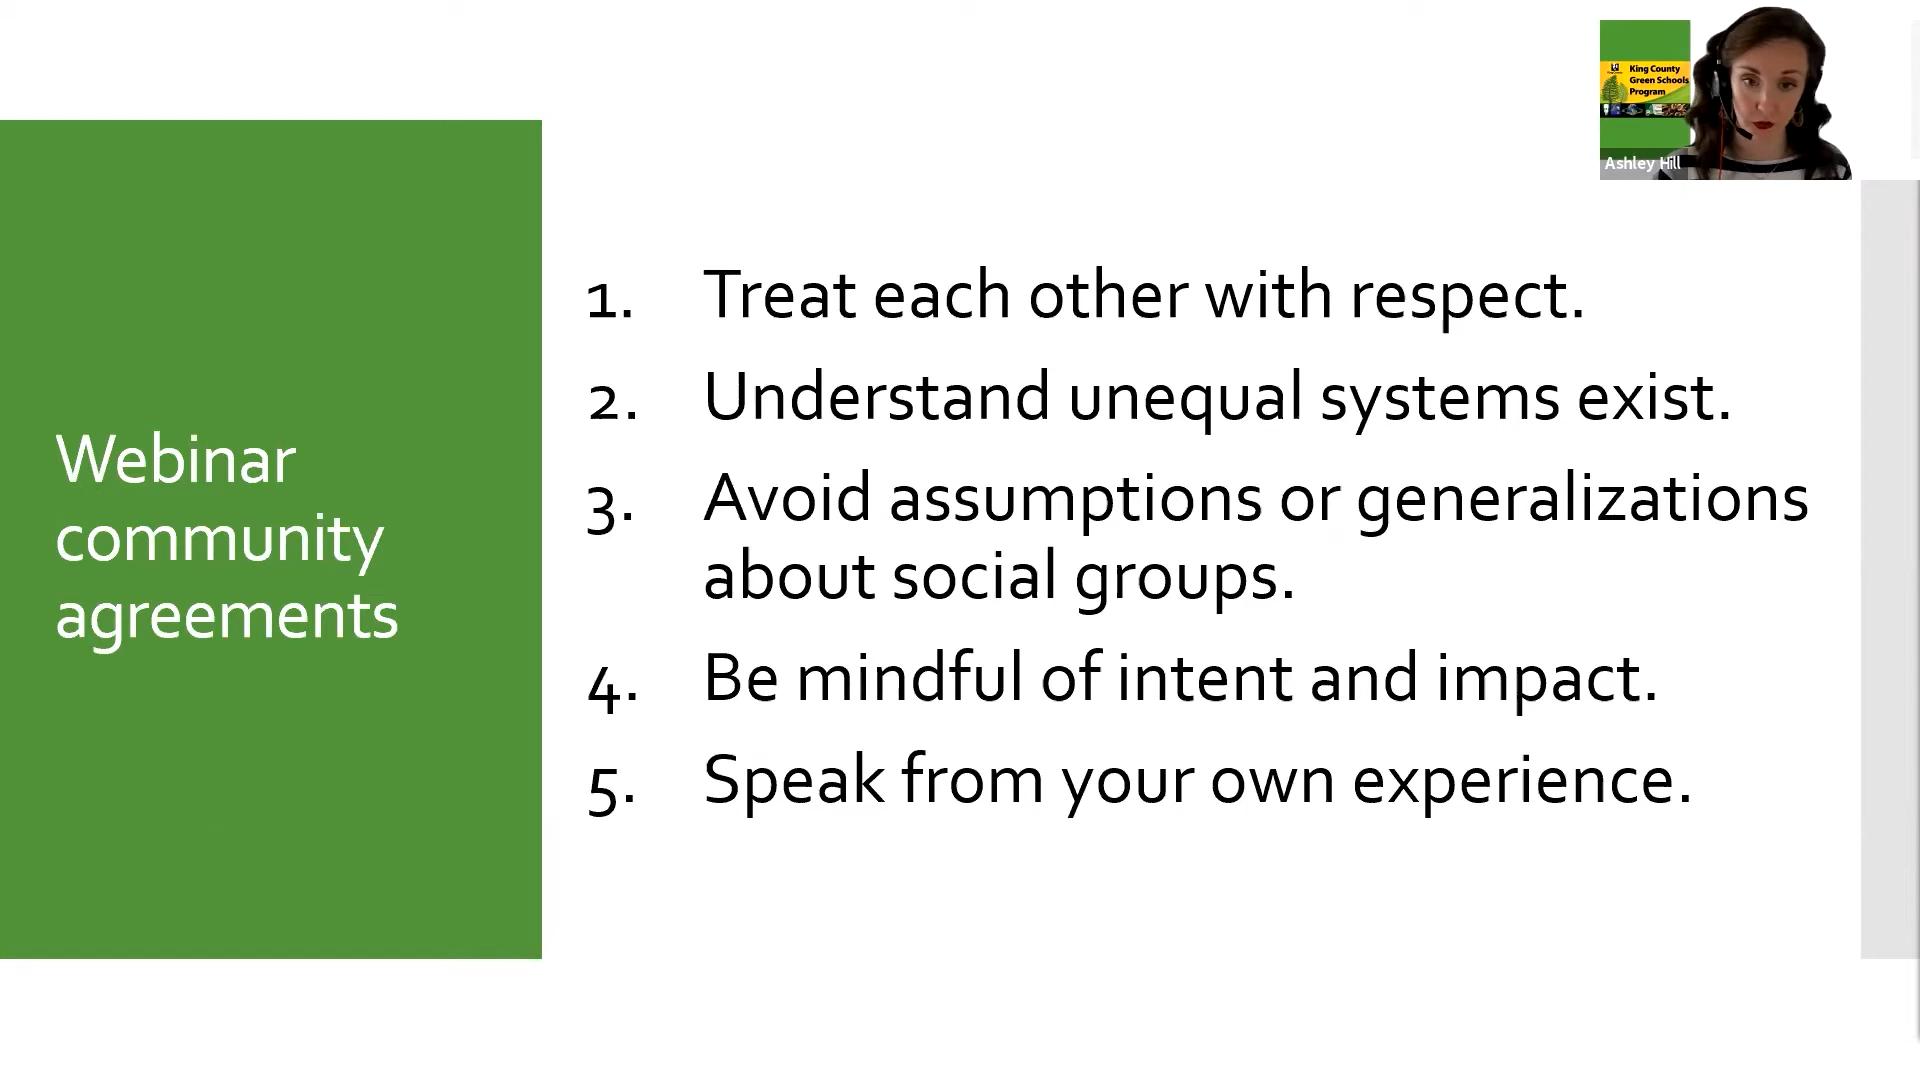 King County
Green Schools
Program
Ashley Hill
Webinar
community
agreements
1. Treat each other with respect.
2. Understand unequal systems exist.
3. Avoid assumptions or generalizations
about social groups.
4. Be mindful of intent and impact.
5. Speak from your own experience.